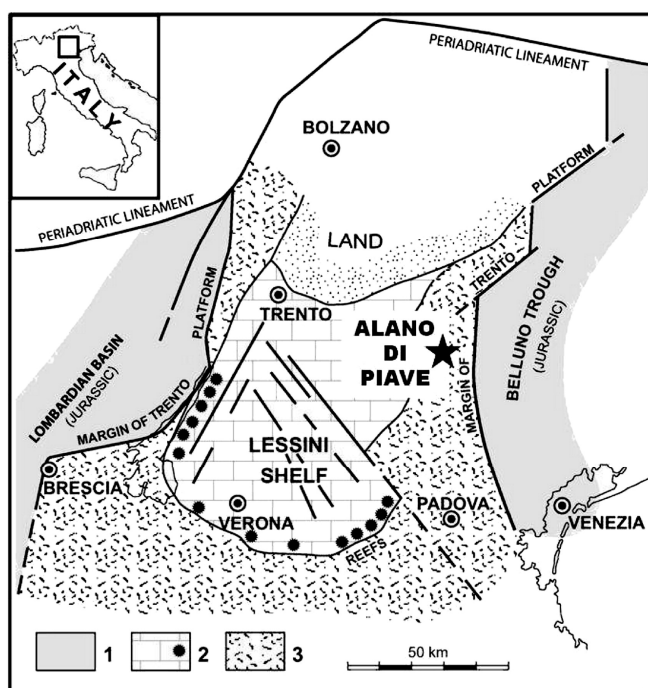 ITALY
PERIADRIATIC LINEAMENT
BOLZANO
PLATFORM
PERIADRIATIC LINEAMENT
LAND
TRENTO
PLATFORM
TRENTO
ALANO
DI
PIAVE
MARGIN OF
BELLUNO TROUGH
(JURASSIC)
LOMBARDIAN BASIN
(JURASSIC)
MARGIN OF TRENTO
LESSINI
SHELF
BRESCIA
VERONA
PADOVA
VENEZIA
REEFS
1
2
3
50 km